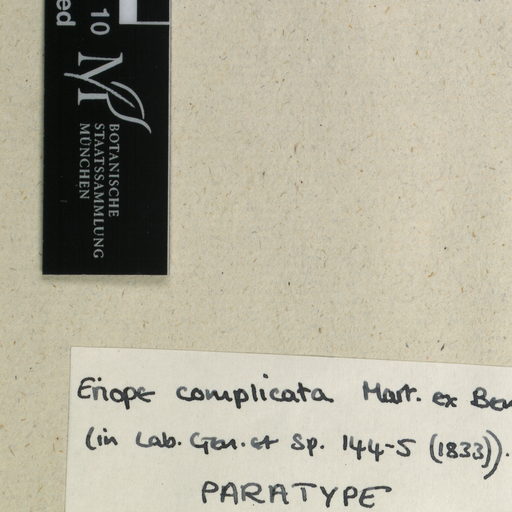 ed
10
M
BOTANISCHE
STAATSSAMMLUNG
MÜNCHEN
Eriope complicata Mart. ex Ben
(in Lab. Gen. et Sp. 144-5 (1833)).
PARATYPE